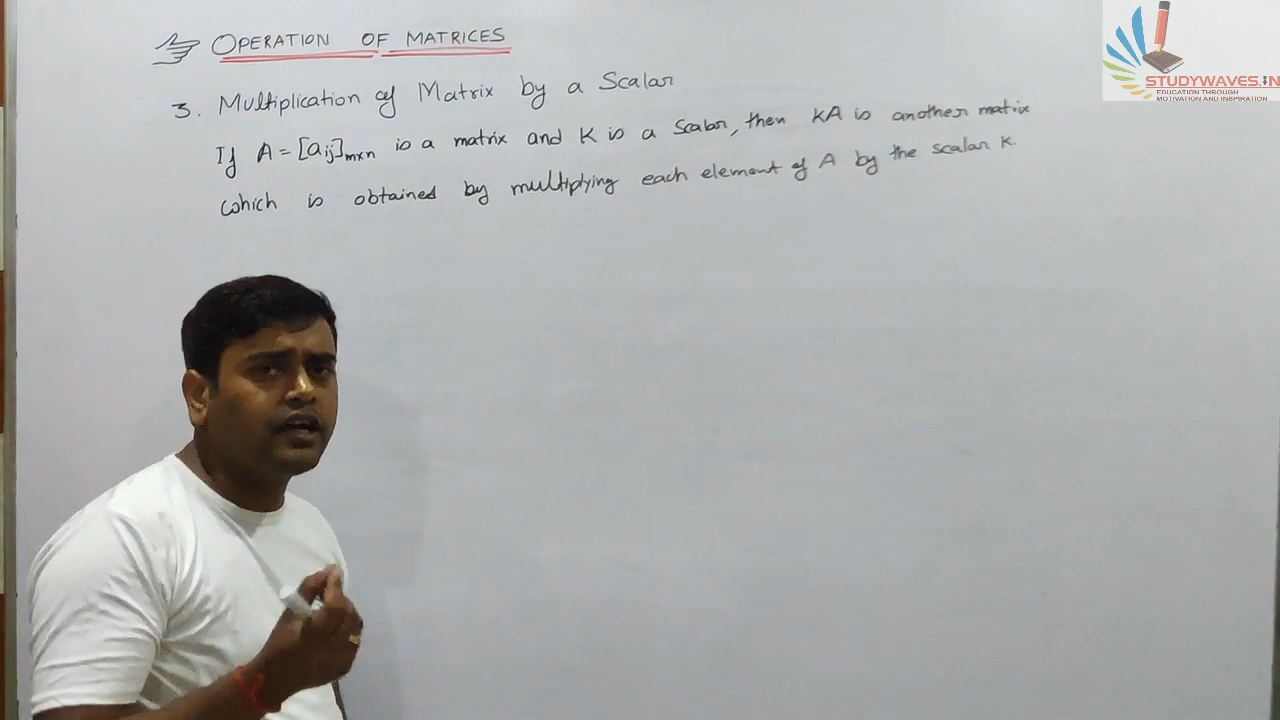 OPERATION OF MATRICES
3. Multiplication of Matrix by a Scalar
If A = [aij]m×n is a matrix and K is a Scalar, then KA is another matrix
which is obtained by multiplying each element of A by the scalar K.
STUDYWAVES.IN
EDUCATION THROUGH
MOTIVATION AND INSPIRATION